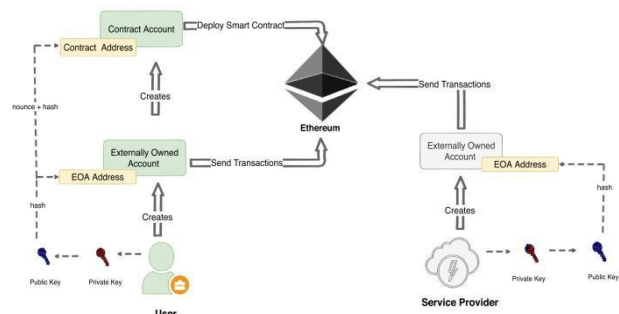 Contract Account
Deploy Smart Contract
Contract Address
Send Transactions
nounce + hash
Creates
Ethereum
Externally Owned
Account
Externally Owned
Account
EOA Address
Send Transactions
EOA Address
hash
hash
Creates
Creates
Public Key
Private Key
Private Key
Public Key
User
Service Provider